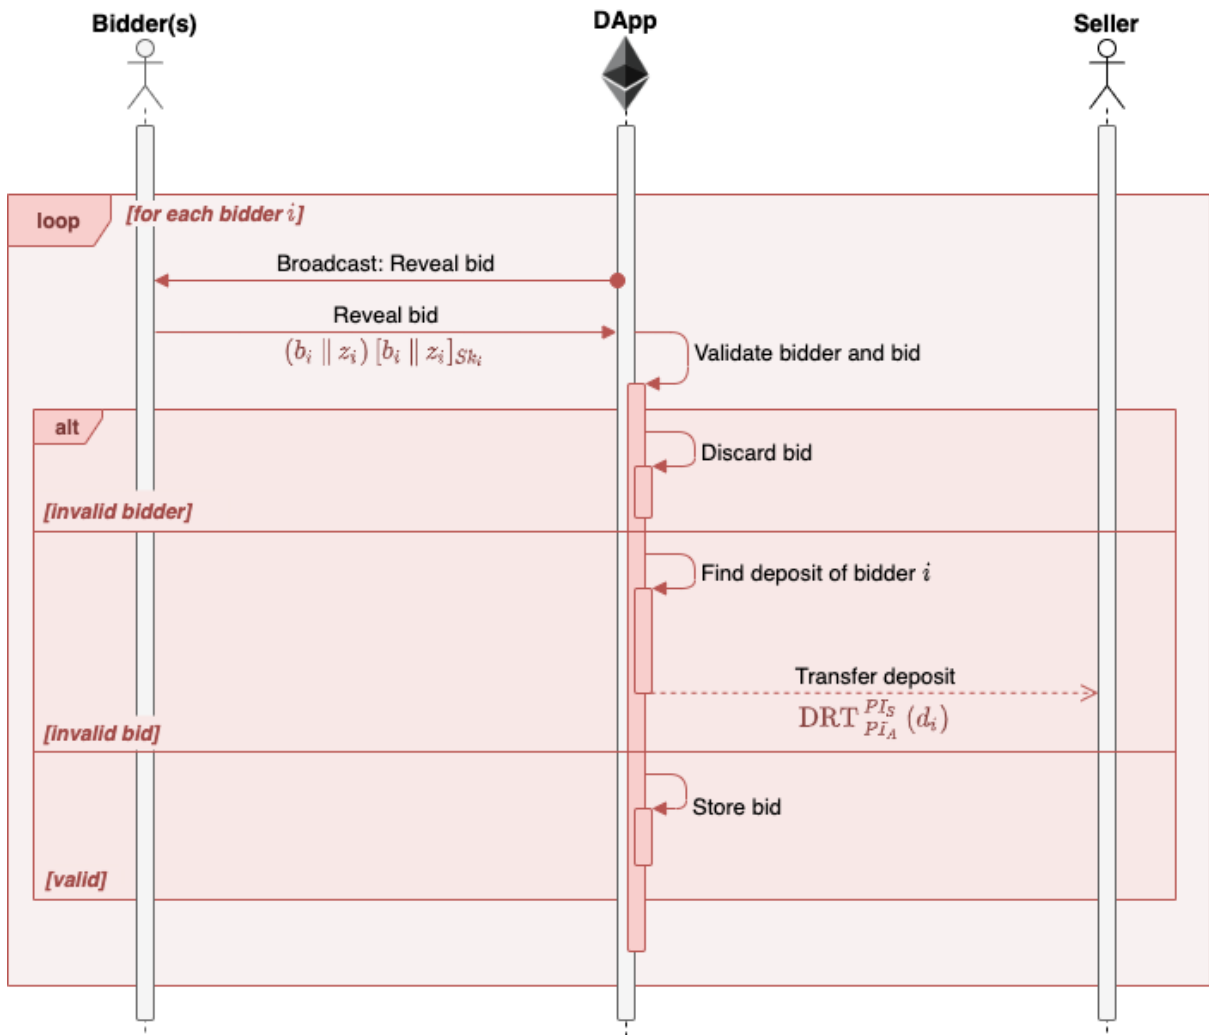 Bidder(s) DApp Seller
loop [for each bidder i]
Broadcast: Reveal bid
Reveal bid
(b_i ∥ z_i) [b_i ∥ z_i]_{Sk_i}
Validate bidder and bid
alt
Discard bid
[invalid bidder]
Find deposit of bidder i
Transfer deposit
DRT^{PI_S}_{PI_A} (d_i)
[invalid bid]
Store bid
[valid]